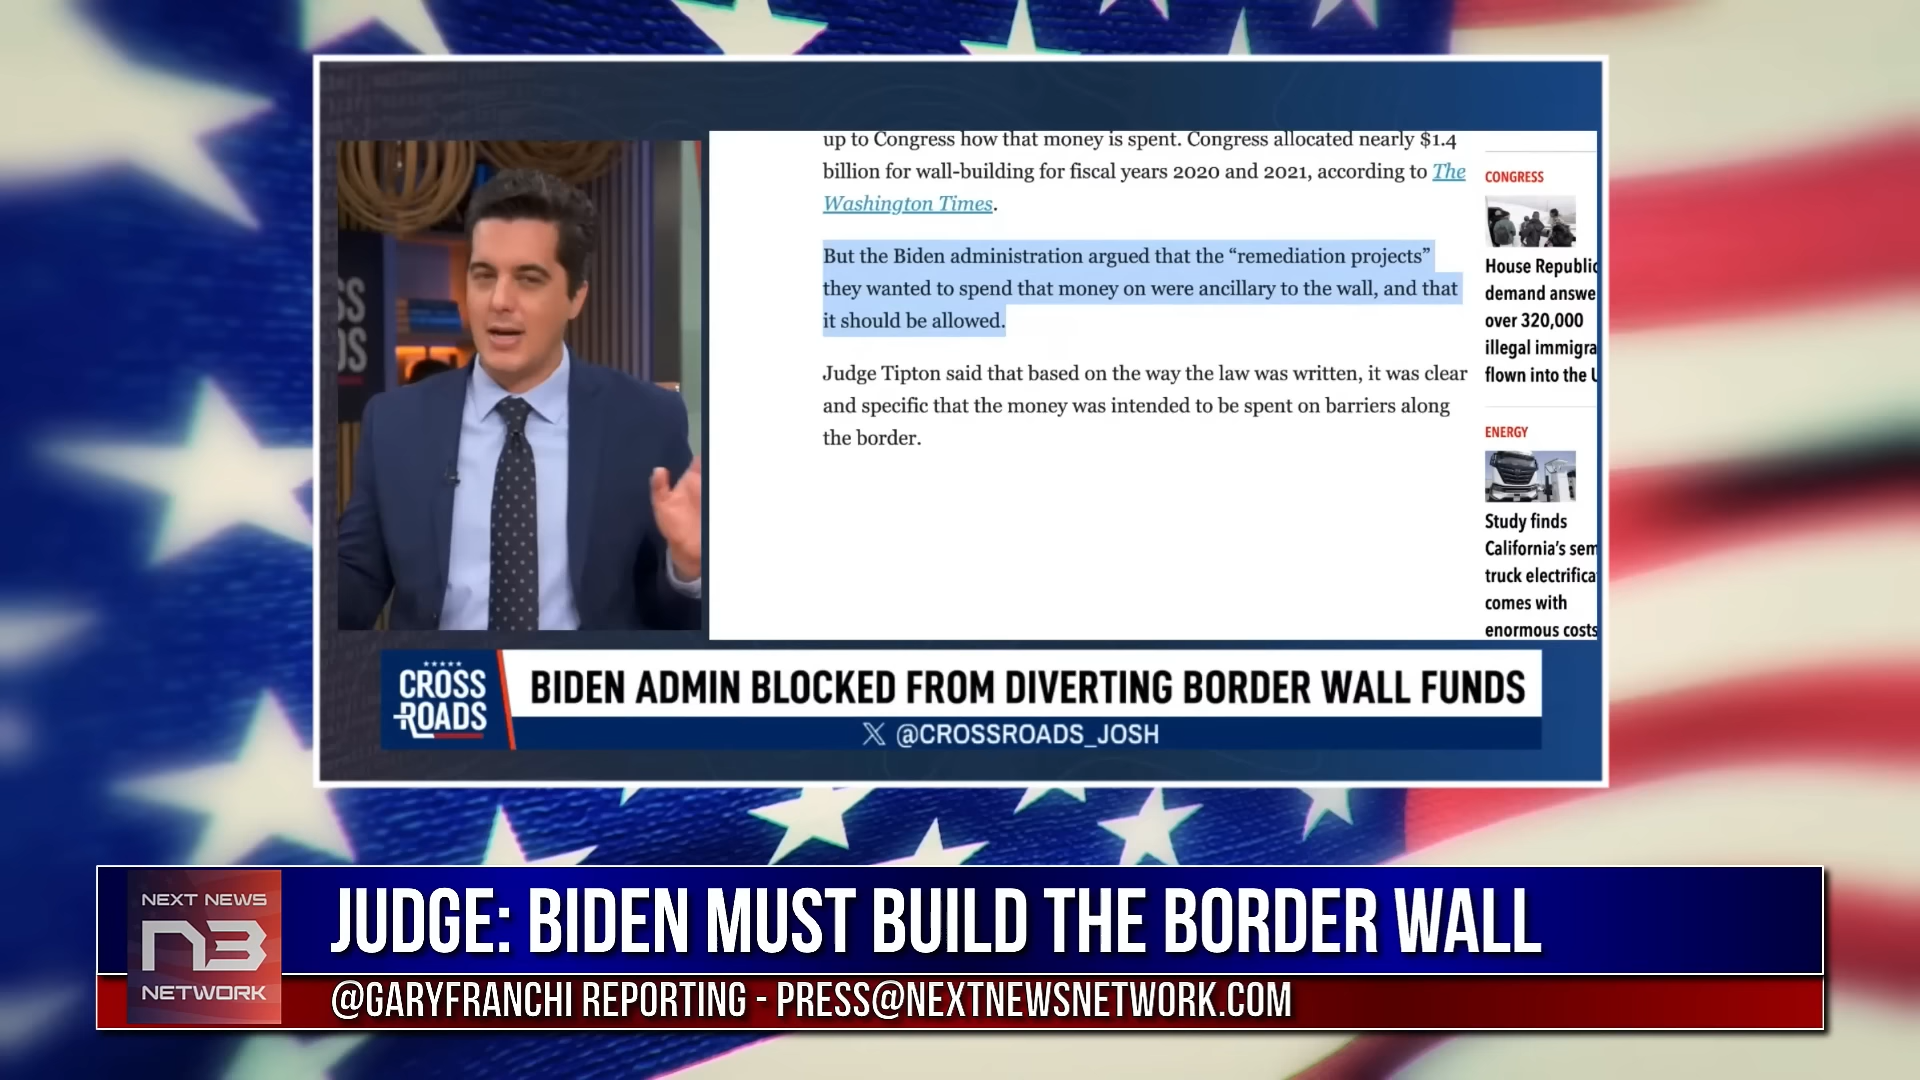 up to Congress how that money is spent. Congress allocated nearly $1.4
billion for wall-building for fiscal years 2020 and 2021, according to The
Washington Times.
But the Biden administration argued that the “remediation projects”
they wanted to spend that money on were ancillary to the wall, and that
it should be allowed.
Judge Tipton said that based on the way the law was written, it was clear
and specific that the money was intended to be spent on barriers along
the border.
CONGRESS
House Republic
demand answe
over 320,000
illegal immigra
flown into the U
ENERGY
Study finds
California’s sem
truck electrifica
comes with
enormous costs
SS
DS
CROSS
ROADS
BIDEN ADMIN BLOCKED FROM DIVERTING BORDER WALL FUNDS
X @CROSSROADS_JOSH
NEXT NEWS
N3
NETWORK
JUDGE: BIDEN MUST BUILD THE BORDER WALL
@GARYFRANCHI REPORTING - PRESS@NEXTNEWSNETWORK.COM